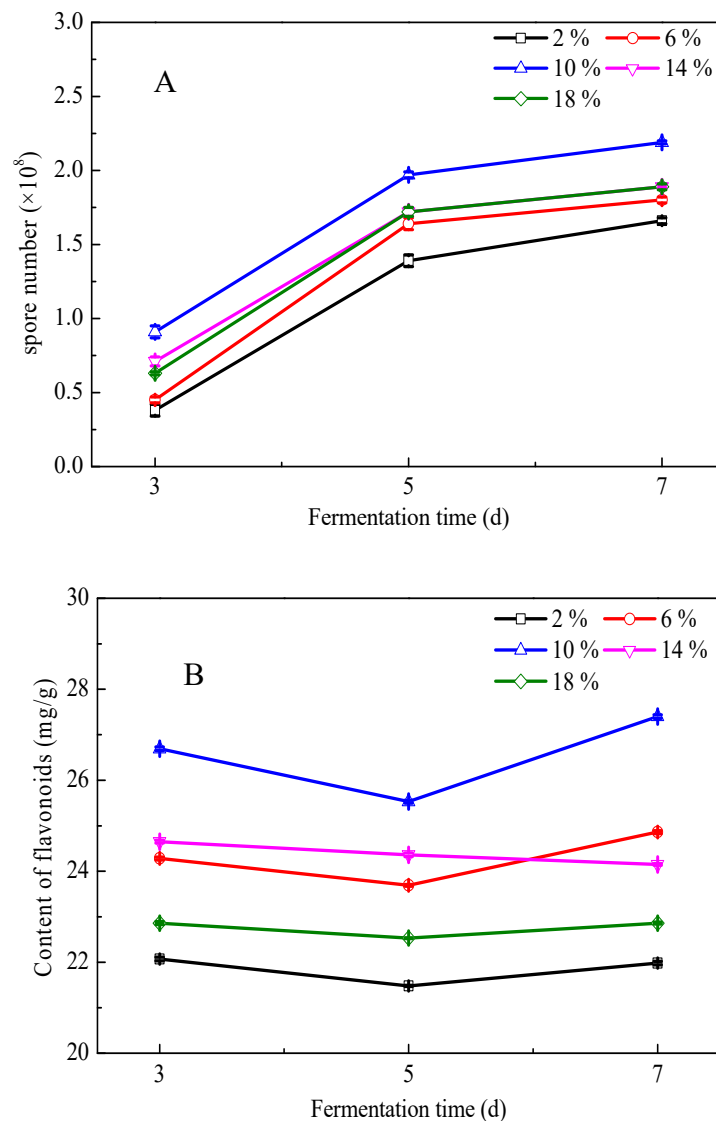 A
2 % 6 %
10 % 14 %
18 %
3.0
2.5
2.0
1.5
1.0
0.5
0.0
spore number (×10⁸)
3 5 7
Fermentation time (d)
B
2 % 6 %
10 % 14 %
18 %
30
28
26
24
22
20
Content of flavonoids (mg/g)
3 5 7
Fermentation time (d)